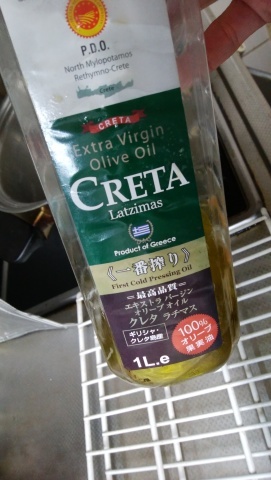 P.D.O.
North Mylopotamos
Rethymno-Crete
CRETA
Extra Virgin
Olive Oil
CRETA
Latzimas
Product of Greece
《一番搾り》
First Cold Pressing Oil
=最高品質=
エキストラ バージン
オリーブ オイル
クレタ ラチマス
ギリシャ・
クレタ島産
100%
オリーブ
果実油
1L.e